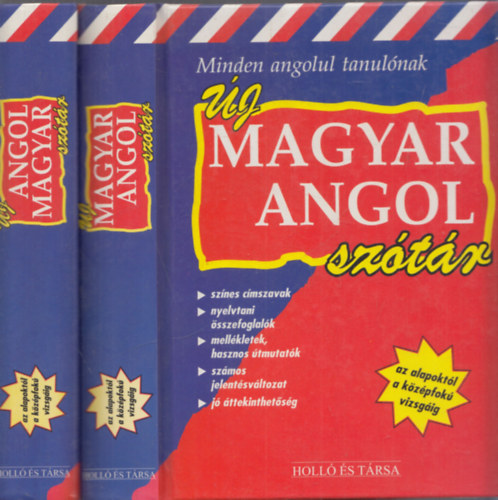 Új
ANGOL
MAGYAR
szótár
az alapoktól
a középfokú
vizsgáig
HOLLÓ ÉS TÁRSA
Új
MAGYAR
ANGOL
szótár
az alapoktól
a középfokú
vizsgáig
HOLLÓ ÉS TÁRSA
Minden angolul tanulónak
ÚJ
MAGYAR
ANGOL
szótár
▶ színes címszavak
▶ nyelvtani
összefoglalók
▶ mellékletek,
hasznos útmutatók
▶ számos
jelentésváltozat
▶ jó áttekinthetőség
az alapoktól
a középfokú
vizsgáig
HOLLÓ ÉS TÁRSA